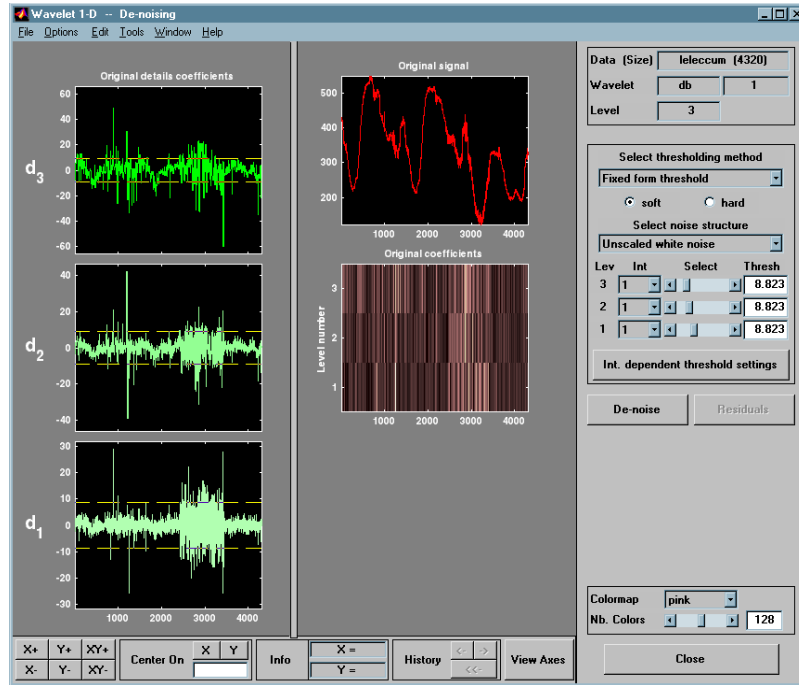 Wavelet 1-D -- De-noising
File Options Edit Tools Window Help
Original details coefficients
60
40
20
0
-20
-40
-60
d3
40
20
0
-20
-40
d2
30
20
10
0
-10
-20
-30
d1
1000 2000 3000 4000
Original signal
500
400
300
200
1000 2000 3000 4000
Original coefficients
Level number
3
2
1
1000 2000 3000 4000
Data (Size) leleccum (4320)
Wavelet db 1
Level 3
Select thresholding method
Fixed form threshold
soft hard
Select noise structure
Unscaled white noise
Lev Int Select Thresh
3 1 8.823
2 1 8.823
1 1 8.823
Int. dependent threshold settings
De-noise Residuals
Colormap pink
Nb. Colors 128
Close
X+ Y+ XY+
X- Y- XY-
Center On X Y
Info X =
Y =
History <- ->
<<-
View Axes